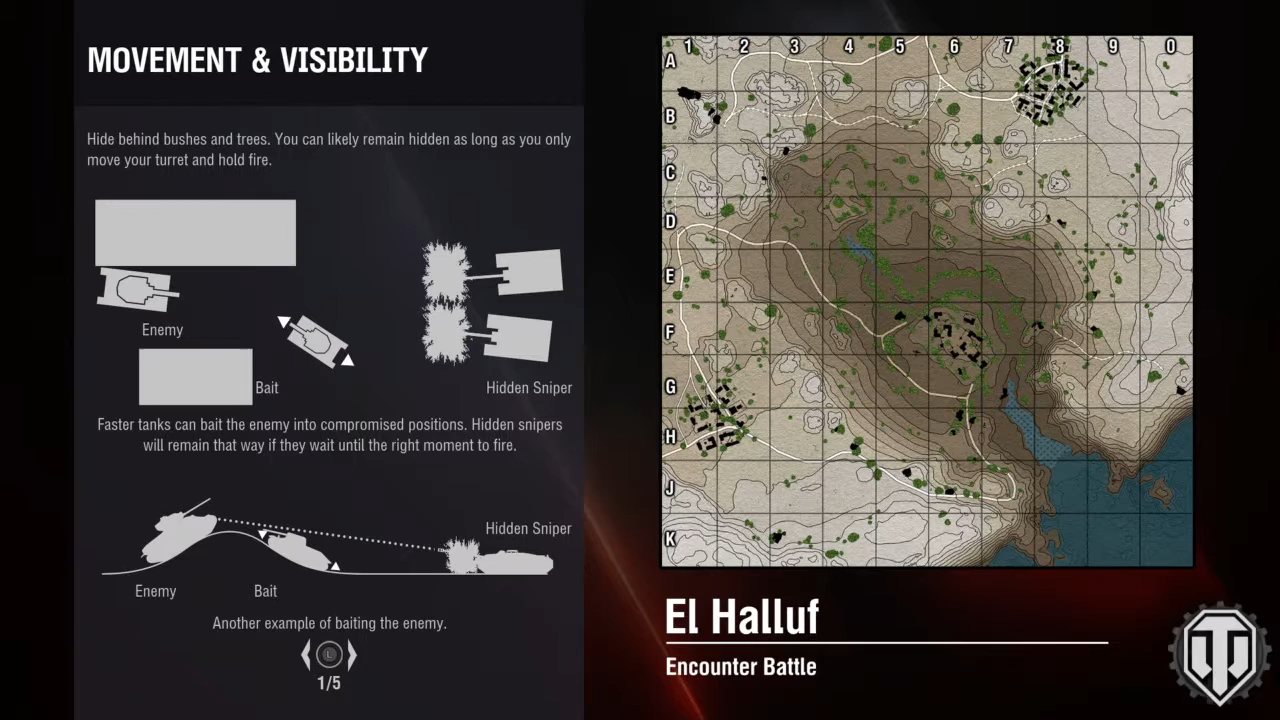 MOVEMENT & VISIBILITY
Hide behind bushes and trees. You can likely remain hidden as long as you only
move your turret and hold fire.
Enemy
Bait
Hidden Sniper
Faster tanks can bait the enemy into compromised positions. Hidden snipers
will remain that way if they wait until the right moment to fire.
Hidden Sniper
Enemy
Bait
Another example of baiting the enemy.
L
1/5
1 2 3 4 5 6 7 8 9 0
A
B
C
D
E
F
G
H
J
K
El Halluf
Encounter Battle